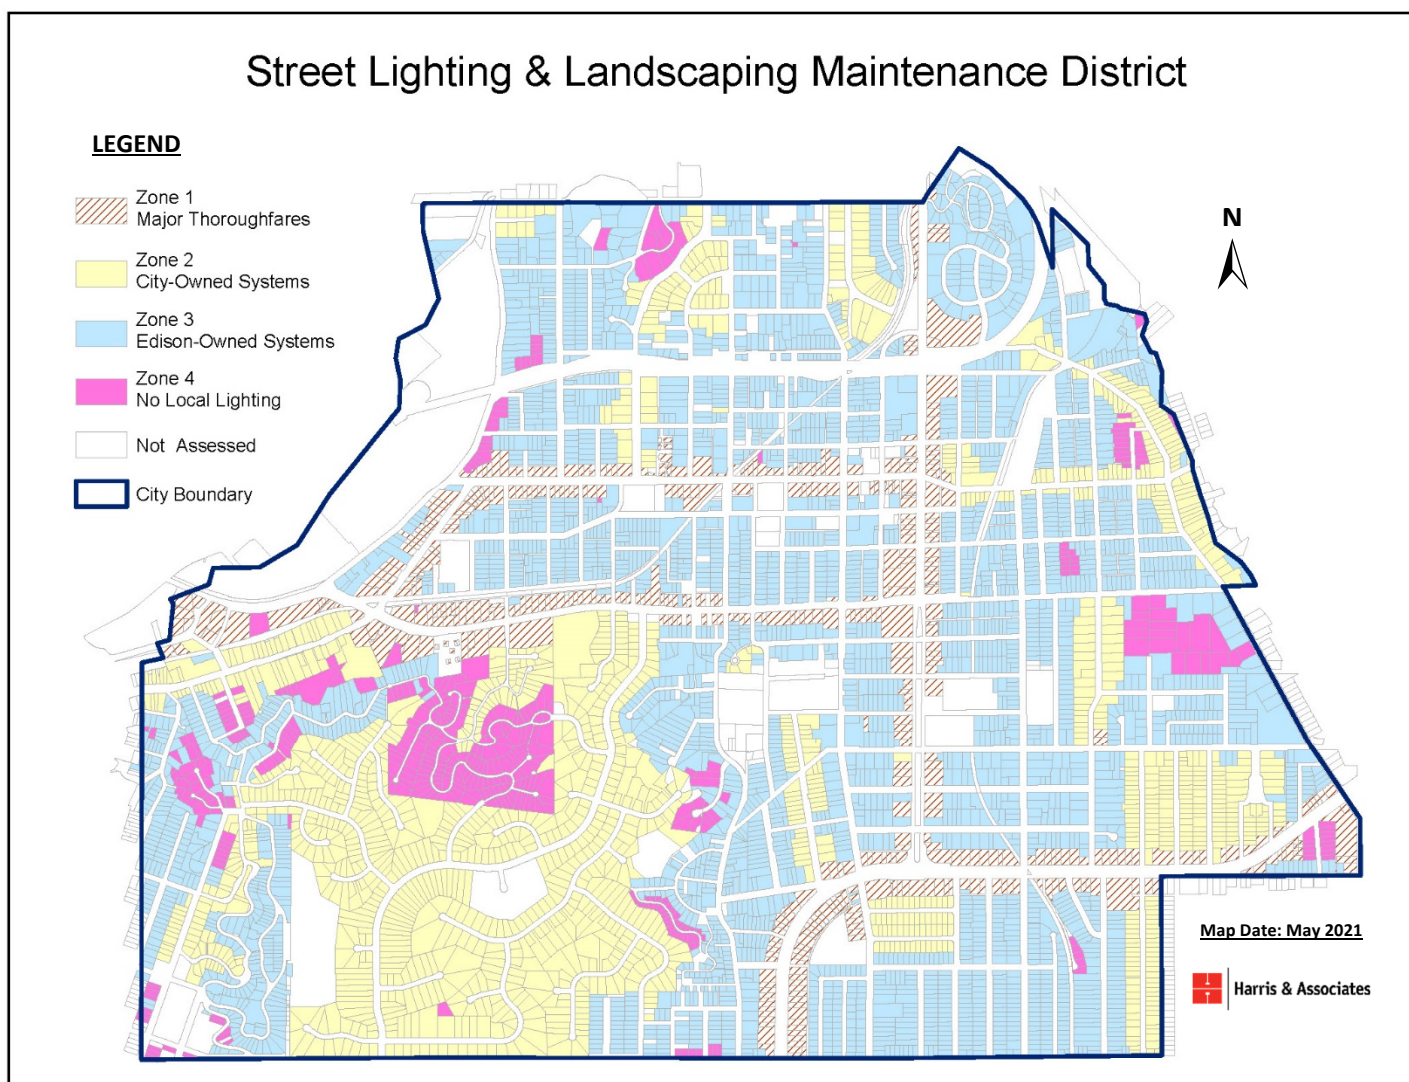 Street Lighting & Landscaping Maintenance District
LEGEND
Zone 1
Major Thoroughfares
Zone 2
City-Owned Systems
Zone 3
Edison-Owned Systems
Zone 4
No Local Lighting
Not Assessed
City Boundary
N
Map Date: May 2021
Harris & Associates